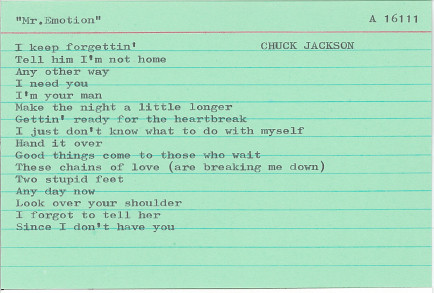 "Mr.Emotion" A 16111
I keep forgettin' CHUCK JACKSON
Tell him I'm not home
Any other way
I need you
I'm your man
Make the night a little longer
Gettin' ready for the heartbreak
I just don't know what to do with myself
Hand it over
Good things come to those who wait
These chains of love (are breaking me down)
Two stupid feet
Any day now
Look over your shoulder
I forgot to tell her
Since I don't have you